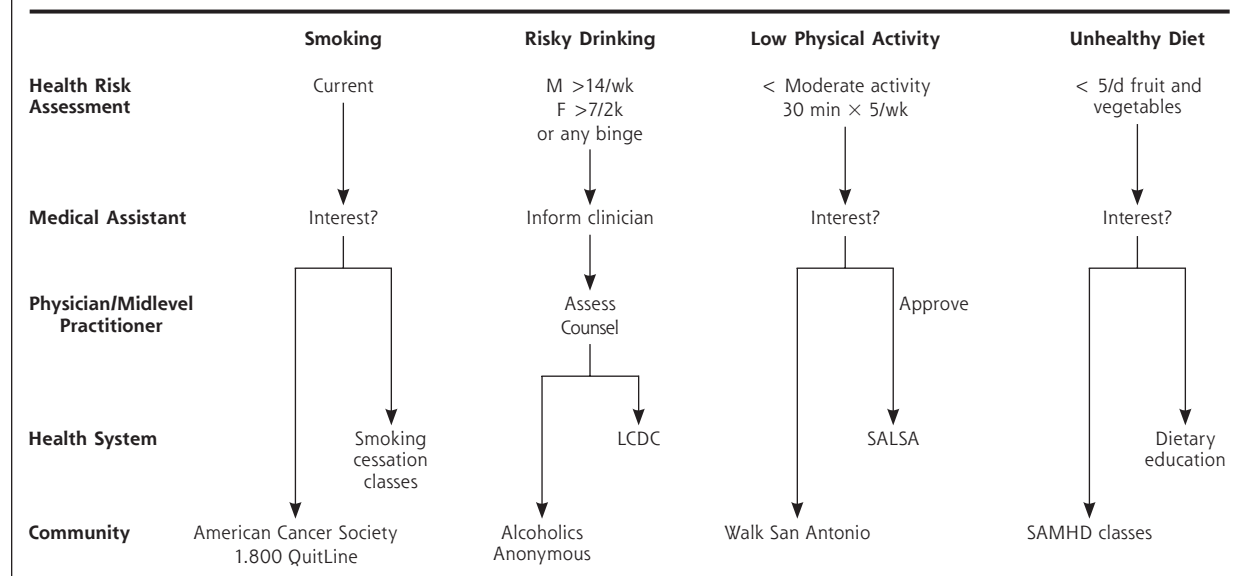 Smoking Risky Drinking Low Physical Activity Unhealthy Diet
Health Risk Assessment
Current
M >14/wk
F >7/2k
or any binge
< Moderate activity
30 min × 5/wk
< 5/d fruit and
vegetables
Medical Assistant Interest? Inform clinician Interest? Interest?
Physician/Midlevel
Practitioner
Assess
Counsel
Approve
Health System
Smoking
cessation
classes
LCDC
SALSA
Dietary
education
Community
American Cancer Society
1.800 QuitLine
Alcoholics
Anonymous
Walk San Antonio
SAMHD classes